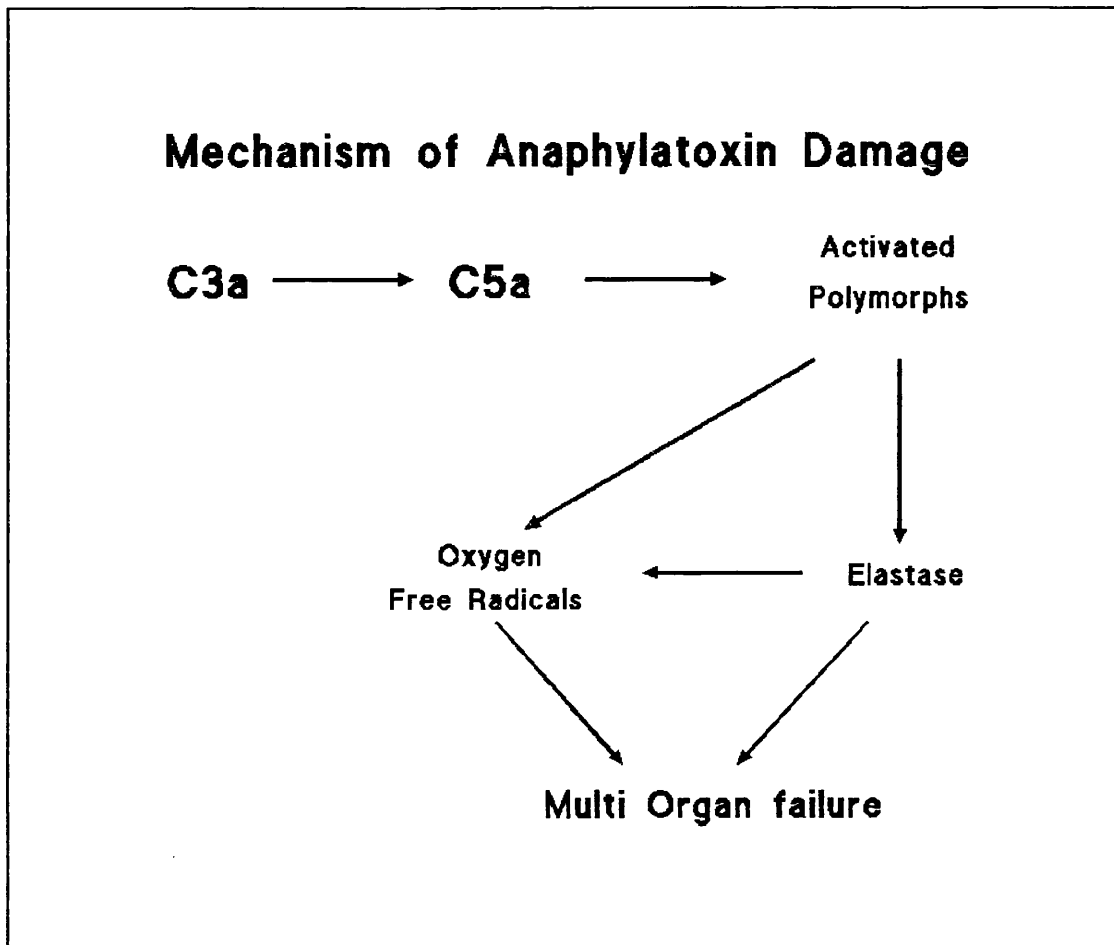 Mechanism of Anaphylatoxin Damage
C3a
C5a
Activated
Polymorphs
Oxygen
Free Radicals
Elastase
Multi Organ failure